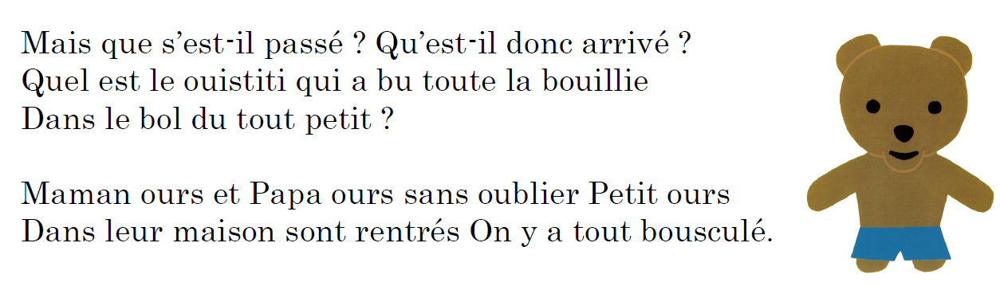 Mais que s’est-il passé ? Qu’est-il donc arrivé ?
Quel est le ouistiti qui a bu toute la bouillie
Dans le bol du tout petit ?
Maman ours et Papa ours sans oublier Petit ours
Dans leur maison sont rentrés On y a tout bousculé.